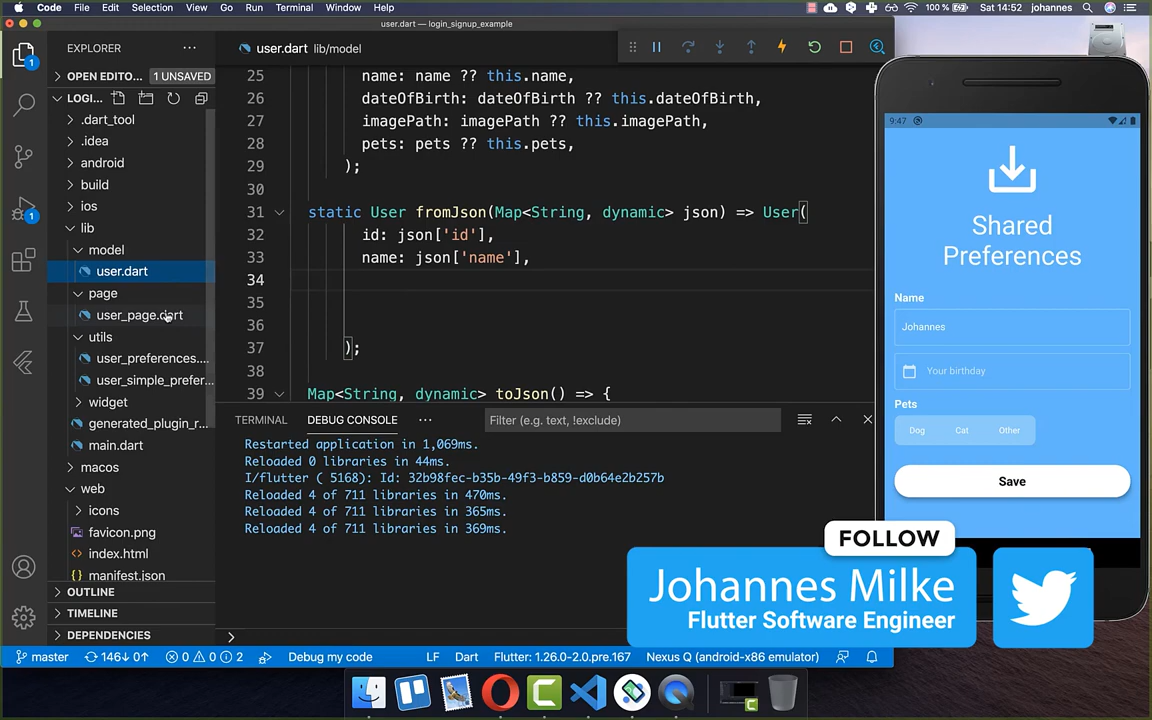 Code File Edit Selection View Go Run Terminal Window Help 100 % Sat 14:52 johannes
user.dart — login_signup_example
EXPLORER
OPEN EDITO... 1 UNSAVED
LOGI...
.dart_tool
.idea
android
build
ios
lib
model
user.dart
page
user_page.dart
utils
user_preferences....
user_simple_prefer...
widget
generated_plugin_r...
main.dart
macos
web
icons
favicon.png
index.html
manifest.json
OUTLINE
TIMELINE
DEPENDENCIES
1
1
user.dart lib/model
25 name: name ?? this.name,
26 dateOfBirth: dateOfBirth ?? this.dateOfBirth,
27 imagePath: imagePath ?? this.imagePath,
28 pets: pets ?? this.pets,
29 );
30
31 static User fromJson(Map<String, dynamic> json) => User(
32 id: json['id'],
33 name: json['name'],
34
35
36
37 );
38
39 Map<String, dynamic> toJson() => {
TERMINAL DEBUG CONSOLE ... Filter (e.g. text, !exclude)
Restarted application in 1,069ms.
Reloaded 0 libraries in 44ms.
I/flutter ( 5168): Id: 32b98fec-b35b-49f3-b859-d0b64e2b257b
Reloaded 4 of 711 libraries in 470ms.
Reloaded 4 of 711 libraries in 365ms.
Reloaded 4 of 711 libraries in 369ms.
master 146↓ 0↑ 0 0 2 Debug my code LF Dart Flutter: 1.26.0-2.0.pre.167 Nexus Q (android-x86 emulator)
9:47
Shared
Preferences
Name
Johannes
Your birthday
Pets
Dog Cat Other
Save
FOLLOW
Johannes Milke
Flutter Software Engineer